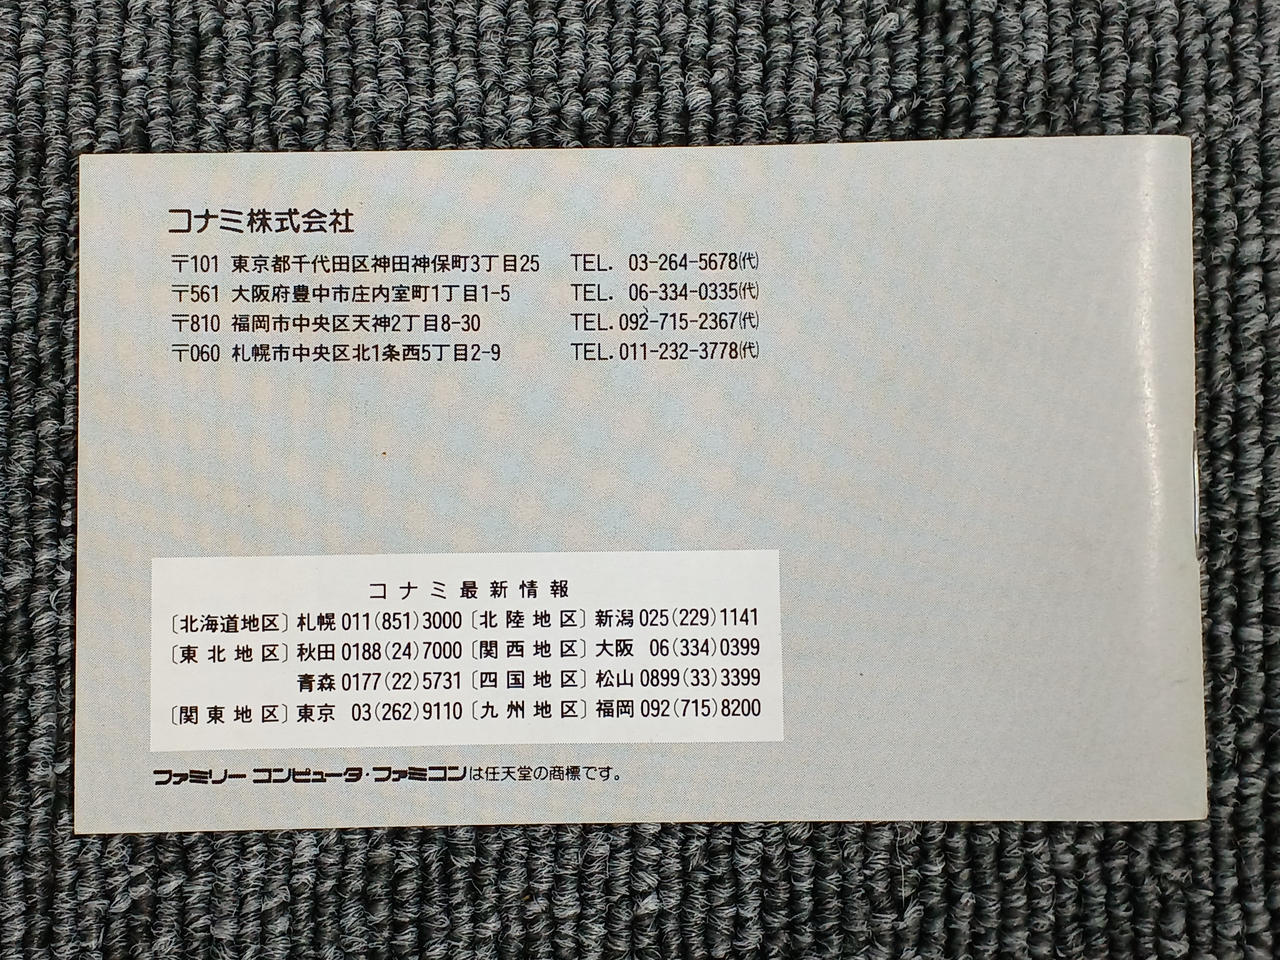 コナミ株式会社
〒101 東京都千代田区神田神保町3丁目25 TEL. 03-264-5678(代)
〒561 大阪府豊中市庄内室町1丁目1-5 TEL. 06-334-0335(代)
〒810 福岡市中央区天神2丁目8-30 TEL. 092-715-2367(代)
〒060 札幌市中央区北1条西5丁目2-9 TEL. 011-232-3778(代)
コナミ最新情報
〔北海道地区〕札幌 011(851)3000〔北陸地区〕新潟 025(229)1141
〔東北地区〕秋田 0188(24)7000〔関西地区〕大阪 06(334)0399
青森 0177(22)5731〔四国地区〕松山 0899(33)3399
〔関東地区〕東京 03(262)9110〔九州地区〕福岡 092(715)8200
ファミリーコンピュータ・ファミコンは任天堂の商標です。